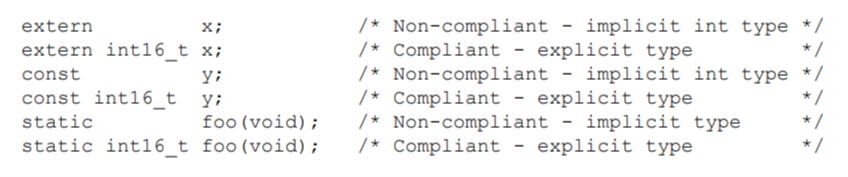 extern         x;          /* Non-compliant - implicit int type */
extern int16_t x;          /* Compliant - explicit type         */
const          y;          /* Non-compliant - implicit int type */
const int16_t  y;          /* Compliant - explicit type         */
static         foo(void);  /* Non-compliant - implicit type     */
static int16_t foo(void);  /* Compliant - explicit type         */